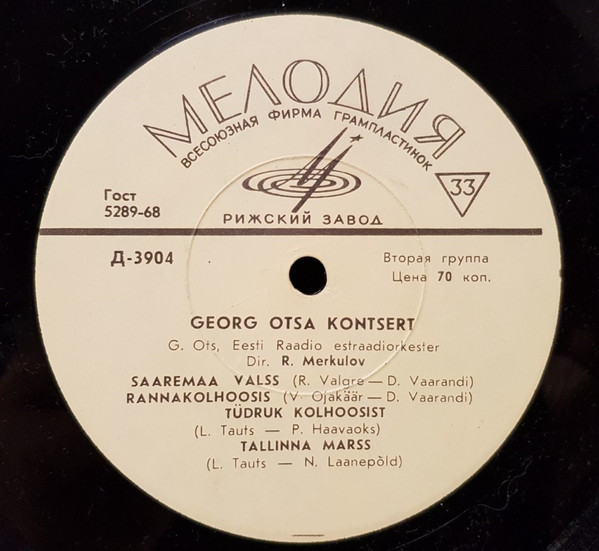 МЕЛОДИЯ
ВСЕСОЮЗНАЯ ФИРМА ГРАМПЛАСТИНОК
33
Гост
5289-68
РИЖСКИЙ ЗАВОД
Д-3904
Вторая группа
Цена 70 коп.
GEORG OTSA KONTSERT
G. Ots, Eesti Raadio estraadiorkester
Dir. R. Merkulov
SAAREMAA VALSS (R. Valgre — D. Vaarandi)
RANNAKOLHOOSIS (V. Ojakäär — D. Vaarandi)
TÜDRUK KOLHOOSIST
(L. Tauts — P. Haavaoks)
TALLINNA MARSS
(L. Tauts — N. Laanepõld)